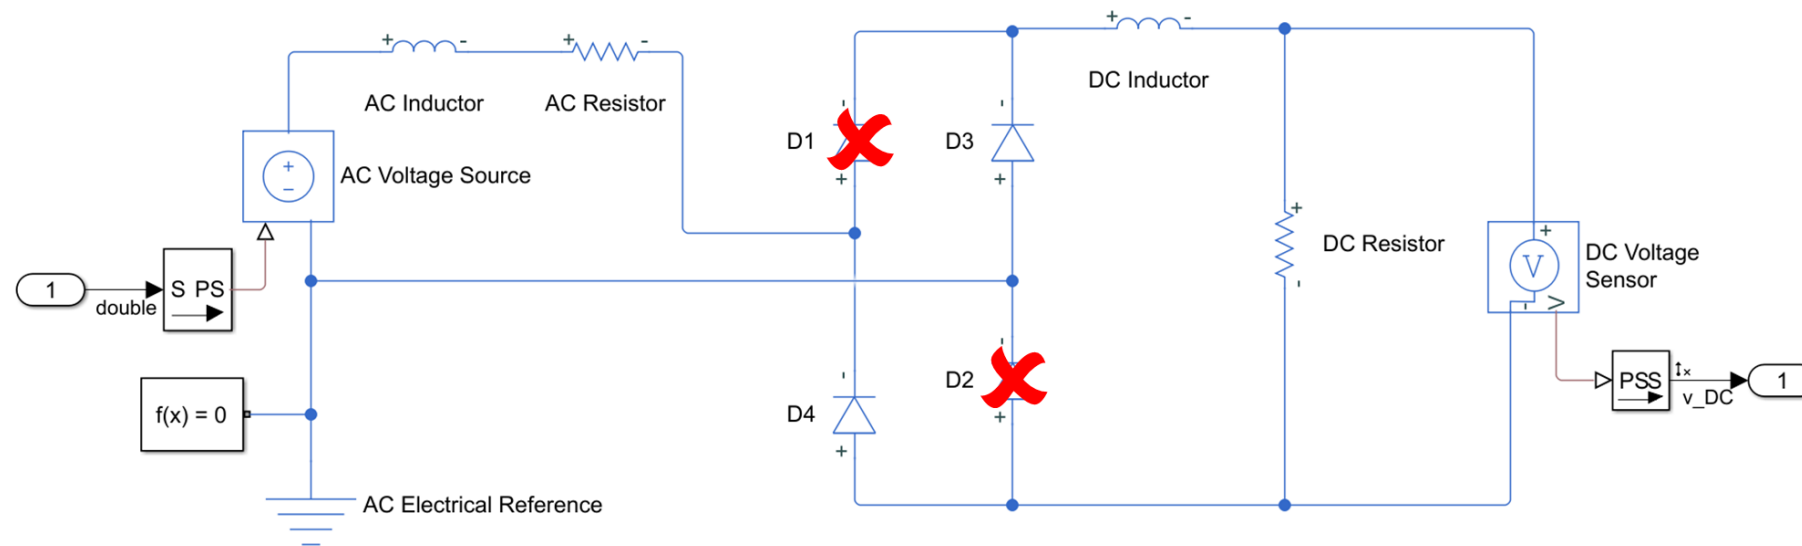 +
-
+
-
+
-
DC Inductor
AC Inductor
AC Resistor
-
-
D1
D3
+
−
AC Voltage Source
+
+
+
DC Resistor
-
+
V
-
V
DC Voltage
Sensor
1
double
S PS
f(x) = 0
-
-
D2
+
D4
+
PSS
v_DC
1
AC Electrical Reference